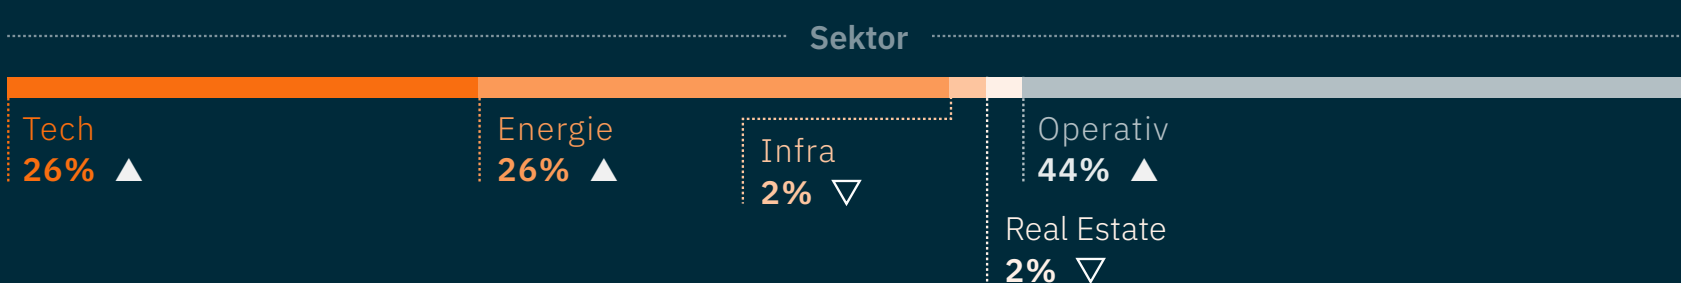 Sektor
Tech
26% ▲
Energie
26% ▲
Infra
2% ▽
Operativ
44% ▲
Real Estate
2% ▽